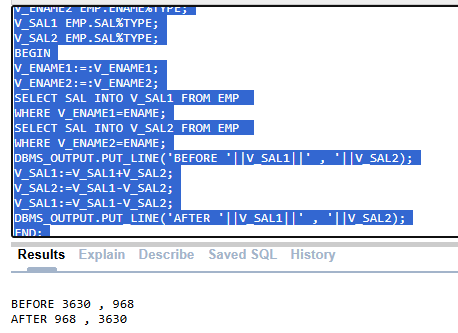 V_ENAME2 EMP.ENAME%TYPE;
V_SAL1 EMP.SAL%TYPE;
V_SAL2 EMP.SAL%TYPE;
BEGIN
V_ENAME1:=:V_ENAME1;
V_ENAME2:=:V_ENAME2;
SELECT SAL INTO V_SAL1 FROM EMP
WHERE V_ENAME1=ENAME;
SELECT SAL INTO V_SAL2 FROM EMP
WHERE V_ENAME2=ENAME;
DBMS_OUTPUT.PUT_LINE('BEFORE '||V_SAL1||' , '||V_SAL2);
V_SAL1:=V_SAL1+V_SAL2;
V_SAL2:=V_SAL1-V_SAL2;
V_SAL1:=V_SAL1-V_SAL2;
DBMS_OUTPUT.PUT_LINE('AFTER '||V_SAL1||' , '||V_SAL2);
END;
Results Explain Describe Saved SQL History
BEFORE 3630 , 968
AFTER 968 , 3630